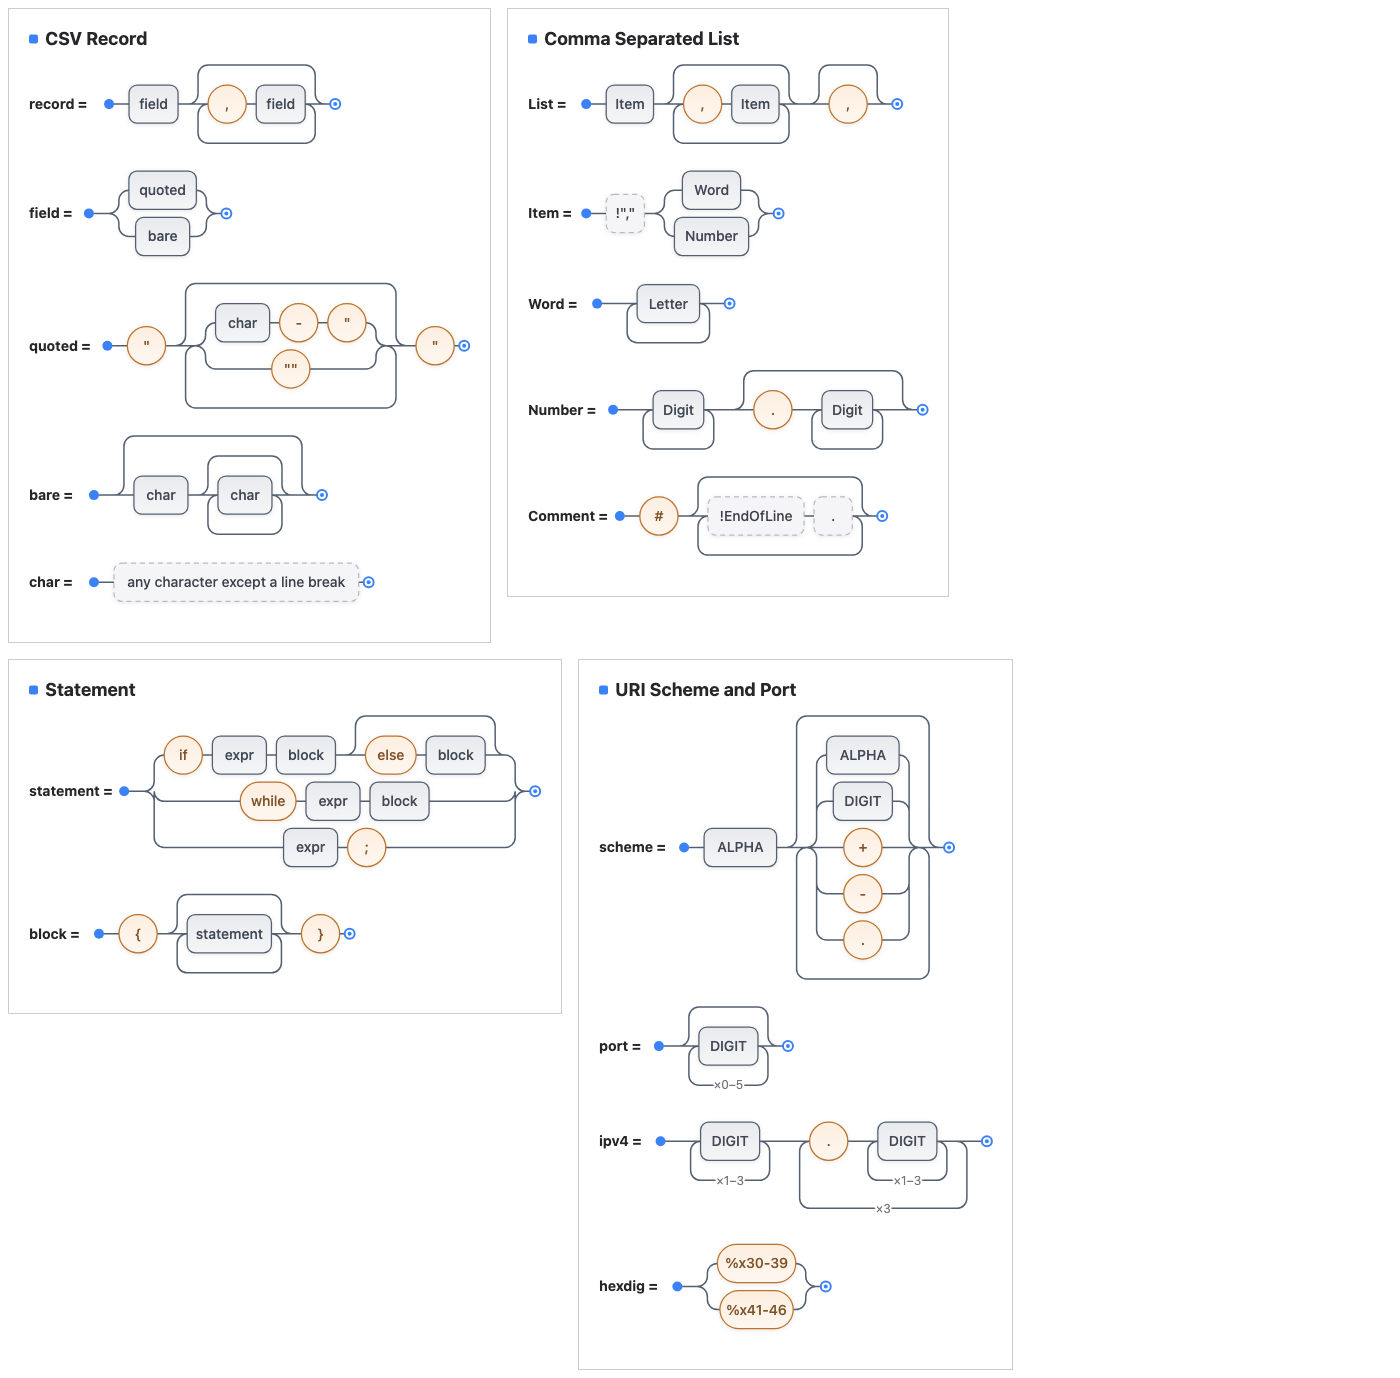 CSV Record
record = field , field
field = quoted
bare
quoted = " char - " "
""
bare = char char
char = any character except a line break
Comma Separated List
List = Item , Item ,
Item = !"," Word
Number
Word = Letter
Number = Digit . Digit
Comment = # !EndOfLine .
Statement
if expr block else block
statement =
while expr block
expr ;
block = { statement }
URI Scheme and Port
ALPHA
DIGIT
scheme = ALPHA +
-
.
port = DIGIT
×0–5
ipv4 = DIGIT . DIGIT
×1–3 ×1–3
×3
%x30-39
hexdig =
%x41-46